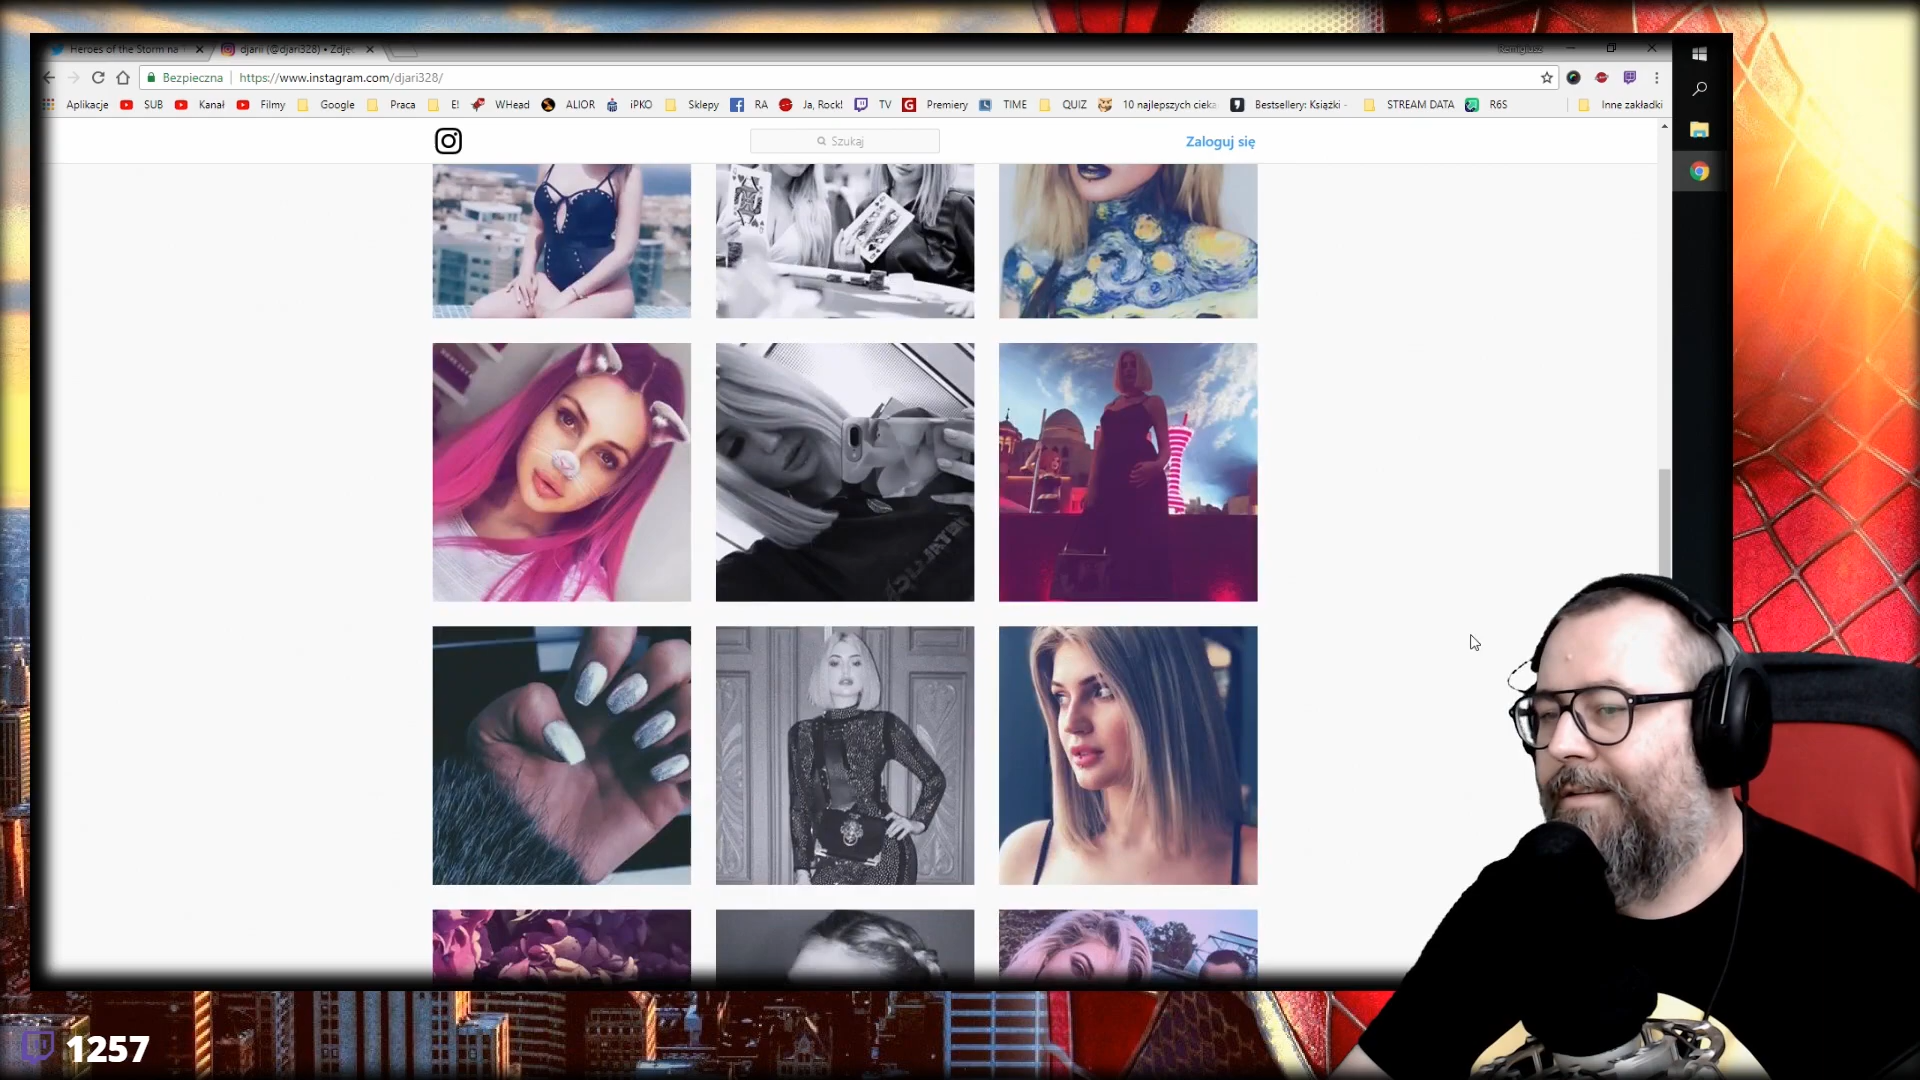 Heroes of the Storm na
djarii (@djari328) • Zdjęc
Remigiusz
Bezpieczna
https://www.instagram.com/djari328/
Aplikacje SUB Kanał Filmy Google Praca E! WHead ALIOR iPKO Sklepy RA Ja, Rock! TV Premiery TIME QUIZ 10 najlepszych cieka Bestsellery: Książki - STREAM DATA R6S Inne zakładki
Szukaj
Zaloguj się
1257